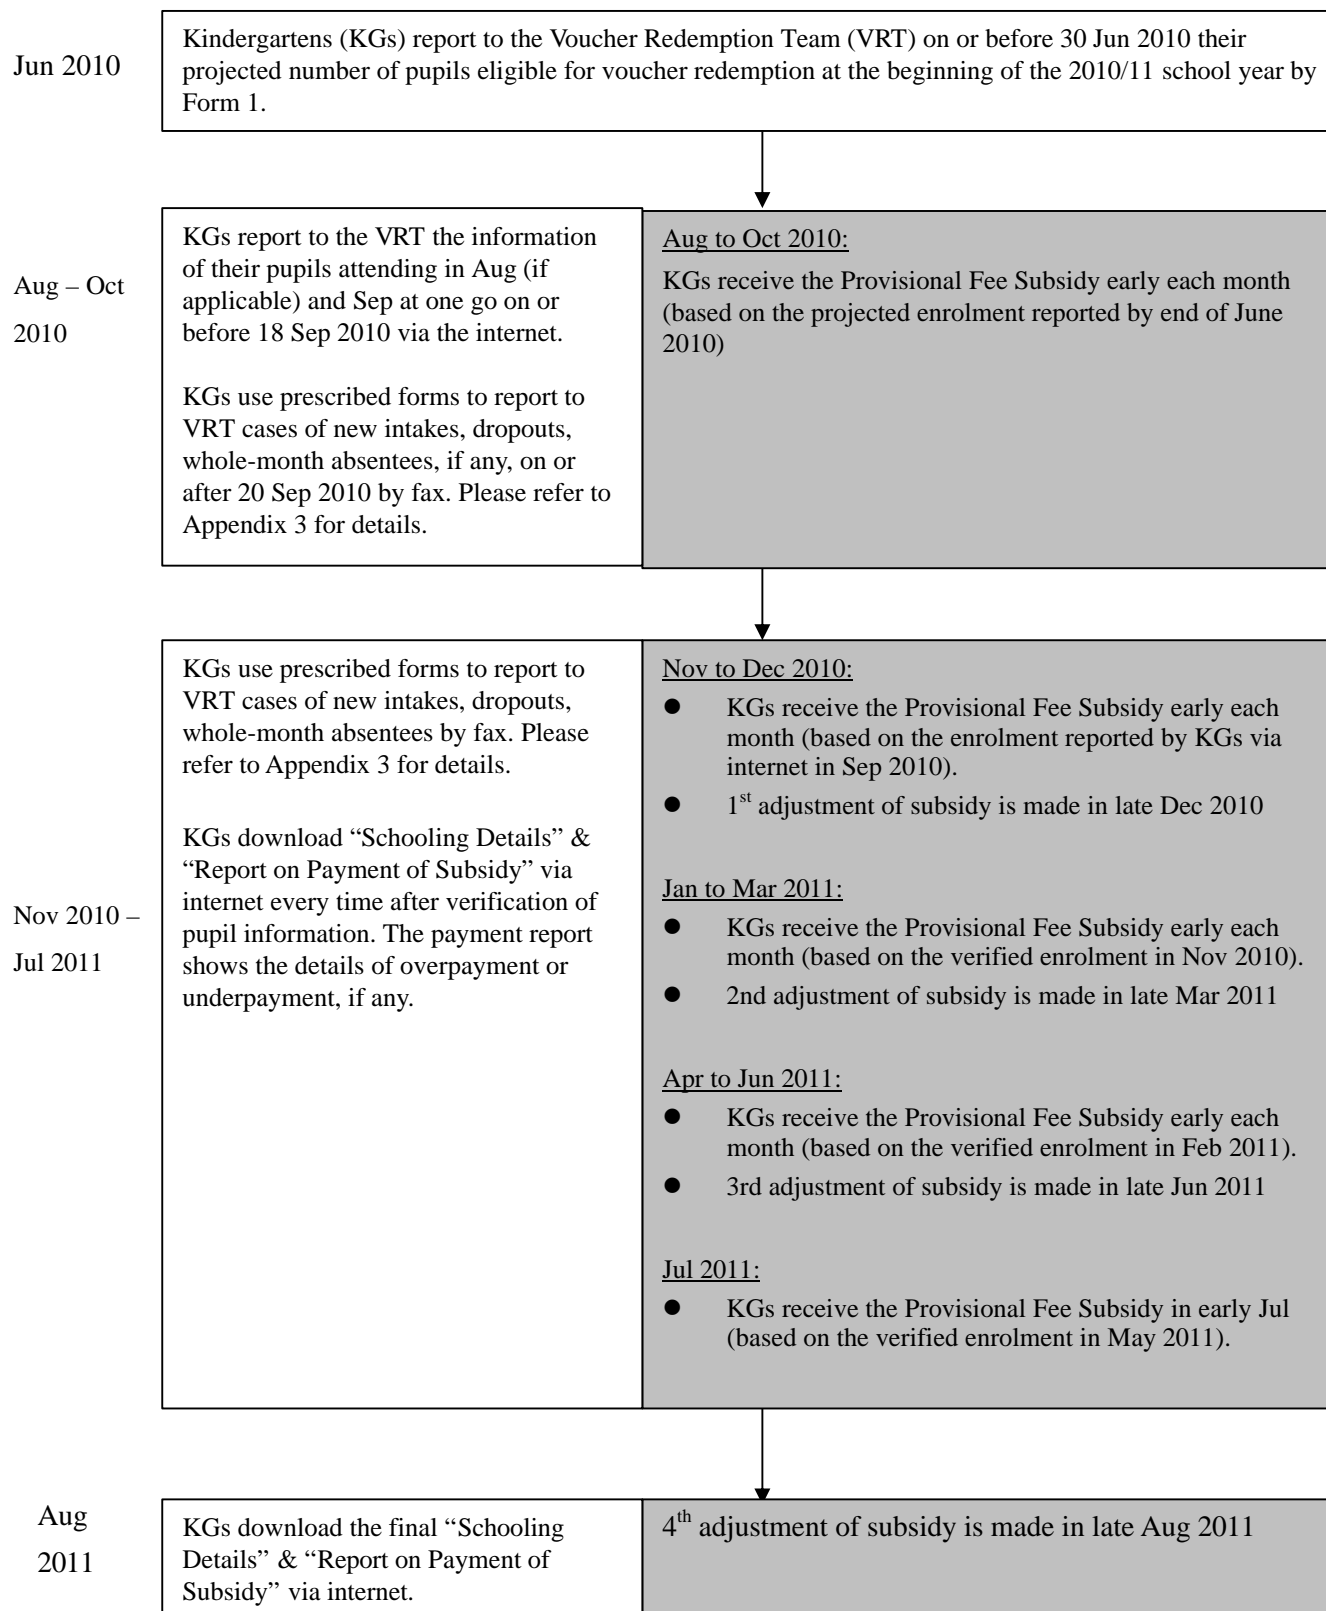 Jun 2010
Kindergartens (KGs) report to the Voucher Redemption Team (VRT) on or before 30 Jun 2010 their
projected number of pupils eligible for voucher redemption at the beginning of the 2010/11 school year by
Form 1.
Aug – Oct
2010
KGs report to the VRT the information
of their pupils attending in Aug (if
applicable) and Sep at one go on or
before 18 Sep 2010 via the internet.
KGs use prescribed forms to report to
VRT cases of new intakes, dropouts,
whole-month absentees, if any, on or
after 20 Sep 2010 by fax. Please refer to
Appendix 3 for details.
Aug to Oct 2010:
KGs receive the Provisional Fee Subsidy early each month
(based on the projected enrolment reported by end of June
2010)
Nov 2010 –
Jul 2011
KGs use prescribed forms to report to
VRT cases of new intakes, dropouts,
whole-month absentees by fax. Please
refer to Appendix 3 for details.
KGs download “Schooling Details” &
“Report on Payment of Subsidy” via
internet every time after verification of
pupil information. The payment report
shows the details of overpayment or
underpayment, if any.
Nov to Dec 2010:
● KGs receive the Provisional Fee Subsidy early each
month (based on the enrolment reported by KGs via
internet in Sep 2010).
● 1st adjustment of subsidy is made in late Dec 2010
Jan to Mar 2011:
● KGs receive the Provisional Fee Subsidy early each
month (based on the verified enrolment in Nov 2010).
● 2nd adjustment of subsidy is made in late Mar 2011
Apr to Jun 2011:
● KGs receive the Provisional Fee Subsidy early each
month (based on the verified enrolment in Feb 2011).
● 3rd adjustment of subsidy is made in late Jun 2011
Jul 2011:
● KGs receive the Provisional Fee Subsidy in early Jul
(based on the verified enrolment in May 2011).
Aug
2011
KGs download the final “Schooling
Details” & “Report on Payment of
Subsidy” via internet.
4th adjustment of subsidy is made in late Aug 2011